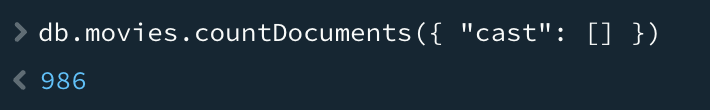 > db.movies.countDocuments({ "cast": [] })
< 986